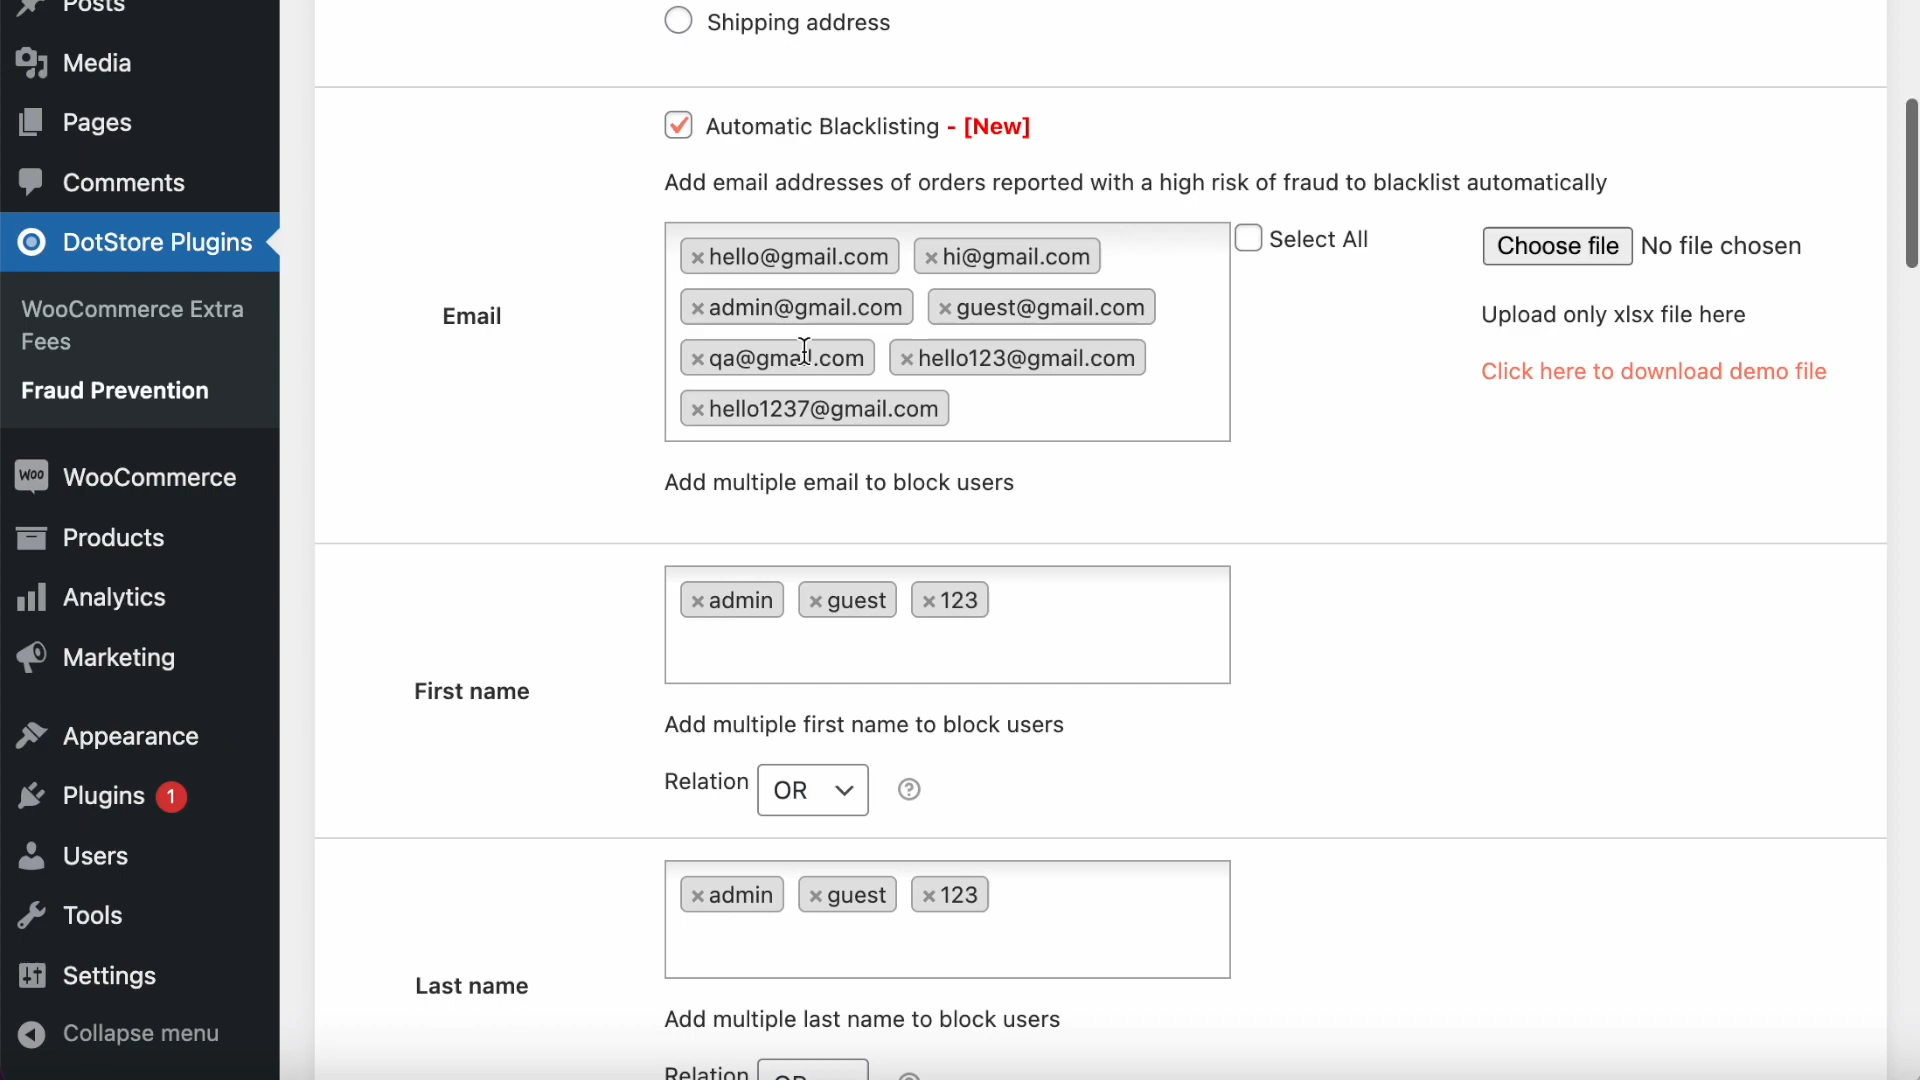 Posts
Media
Pages
Comments
DotStore Plugins
WooCommerce Extra
Fees
Fraud Prevention
Woo WooCommerce
Products
Analytics
Marketing
Appearance
Plugins 1
Users
Tools
Settings
Collapse menu
Shipping address
Automatic Blacklisting - [New]
Add email addresses of orders reported with a high risk of fraud to blacklist automatically
Email
×hello@gmail.com ×hi@gmail.com
×admin@gmail.com ×guest@gmail.com
×qa@gmail.com ×hello123@gmail.com
×hello1237@gmail.com
Select All
Choose file No file chosen
Upload only xlsx file here
Click here to download demo file
Add multiple email to block users
First name
×admin ×guest ×123
Add multiple first name to block users
Relation OR ?
Last name
×admin ×guest ×123
Add multiple last name to block users
Relation OR